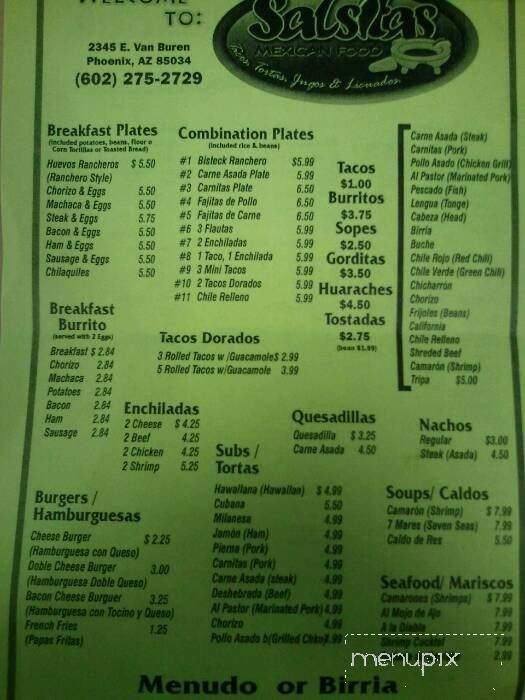 WELCOME
TO:
2345 E. Van Buren
Phoenix, AZ 85034
(602) 275-2729
Salsitas
MEXICAN FOOD
Tacos, Tortas, Jugos & Licuados
Breakfast Plates
(included potatoes, beans, flour o
Corn Tortillas or Toasted Bread)
Huevos Rancheros $ 5.50
(Ranchero Style)
Chorizo & Eggs 5.50
Machaca & Eggs 5.50
Steak & Eggs 5.75
Bacon & Eggs 5.50
Ham & Eggs 5.50
Sausage & Eggs 5.50
Chilaquiles 5.50
Combination Plates
(included rice & beans)
#1 Bisteck Ranchero $5.99
#2 Carne Asada Plate 5.99
#3 Carnitas Plate 6.50
#4 Fajitas de Pollo 6.50
#5 Fajitas de Carne 6.50
#6 3 Flautas 5.99
#7 2 Enchiladas 5.99
#8 1 Taco, 1 Enchilada 5.99
#9 3 Mini Tacos 5.99
#10 2 Tacos Dorados 5.99
#11 Chile Relleno 5.99
Tacos
$1.00
Burritos
$3.75
Sopes
$2.50
Gorditas
$3.50
Huaraches
$4.50
Tostadas
$2.75
(bean $1.99)
Carne Asada (Steak)
Carnitas (Pork)
Pollo Asado (Chicken Grill)
Al Pastor (Marinated Pork)
Pescado (Fish)
Lengua (Tonge)
Cabeza (Head)
Birria
Buche
Chile Rojo (Red Chili)
Chile Verde (Green Chili)
Chicharrón
Chorizo
Frijoles (Beans)
California
Chile Relleno
Shreded Beef
Camarón (Shrimp)
Tripa $5.00
Breakfast
Burrito
(served with 2 Eggs)
Breakfast $ 2.84
Chorizo 2.84
Machaca 2.84
Potatoes 2.84
Bacon 2.84
Ham 2.84
Sausage 2.84
Tacos Dorados
3 Rolled Tacos w/Guacamole $ 2.99
5 Rolled Tacos w/Guacamole 3.99
Enchiladas
2 Cheese $ 4.25
2 Beef 4.25
2 Chicken 4.25
2 Shrimp 5.25
Quesadillas
Quesadilla $ 3.25
Carne Asada 4.50
Nachos
Regular $3.00
Steak (Asada) 4.50
Subs /
Tortas
Hawaliana (Hawaiian) $ 4.99
Cubana 5.50
Milanesa 4.99
Jamón (Ham) 4.99
Pierna (Pork) 4.99
Carnitas (Pork) 4.99
Carne Asada (steak) 4.99
Deshebrada (Beef) 4.99
Al Pastor (Marinated Pork) 4.99
Chorizo 4.99
Pollo Asado b(Grilled Chkn) 4.99
Burgers /
Hamburguesas
Cheese Burger $ 2.25
(Hamburguesa con Queso)
Doble Cheese Burger 3.00
(Hamburguesa Doble Queso)
Bacon Cheese Burguer 3.25
(Hamburguesa con Tocino y Queso)
French Fries 1.25
(Papas Fritas)
Soups/ Caldos
Camarón (Shrimp) $ 7.99
7 Mares (Seven Seas) 7.99
Caldo de Res 5.50
Seafood/ Mariscos
Camarones (Shrimps) $ 7.99
Al Mojo de Ajo 7.99
A la Diabla 7.99
Shrimp Cocktel 7.99
2.99
menupix
Menudo or Birria